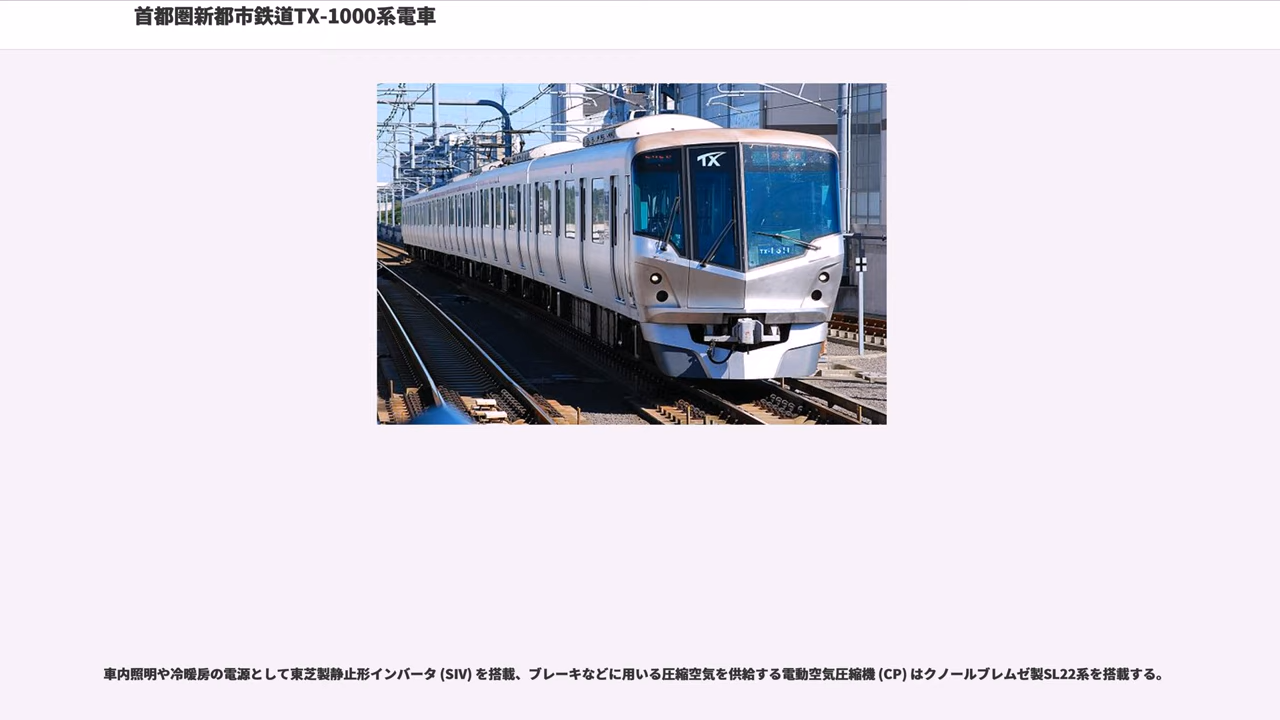 首都圏新都市鉄道TX-1000系電車
TX
車内照明や冷暖房の電源として東芝製静止形インバータ (SIV) を搭載、ブレーキなどに用いる圧縮空気を供給する電動空気圧縮機 (CP) はクノールブレムゼ製SL22系を搭載する。